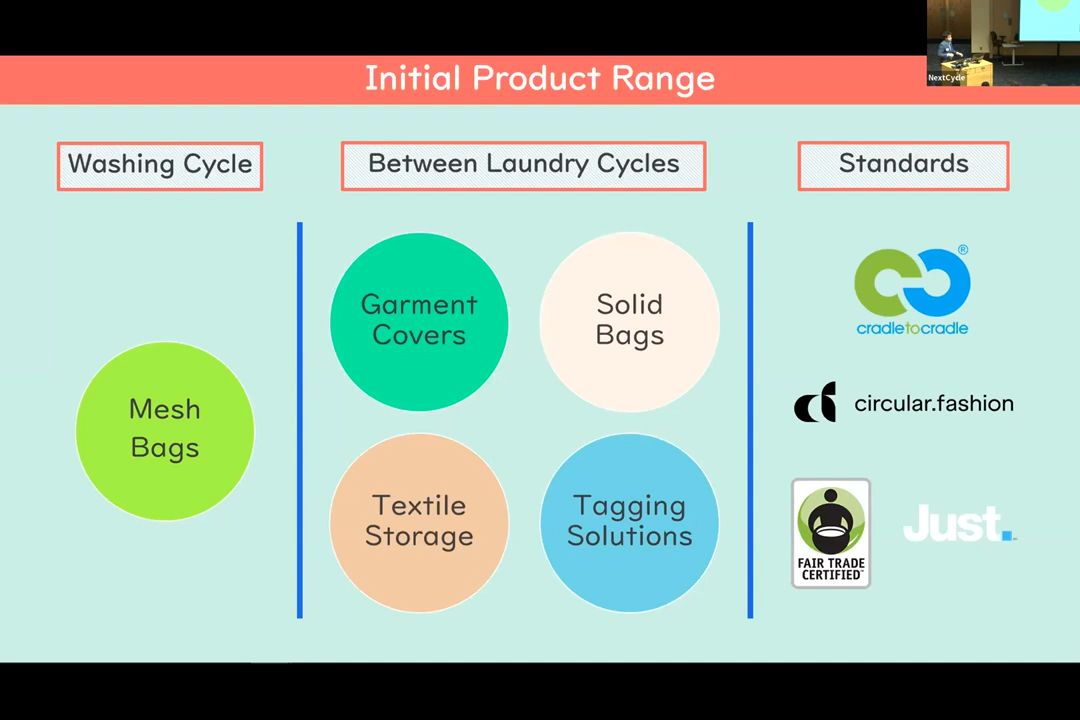 Initial Product Range
NextCycle
Washing Cycle
Between Laundry Cycles
Standards
Mesh
Bags
Garment
Covers
Solid
Bags
Textile
Storage
Tagging
Solutions
®
cradletocradle
circular.fashion
FAIR TRADE
CERTIFIED™
Just.